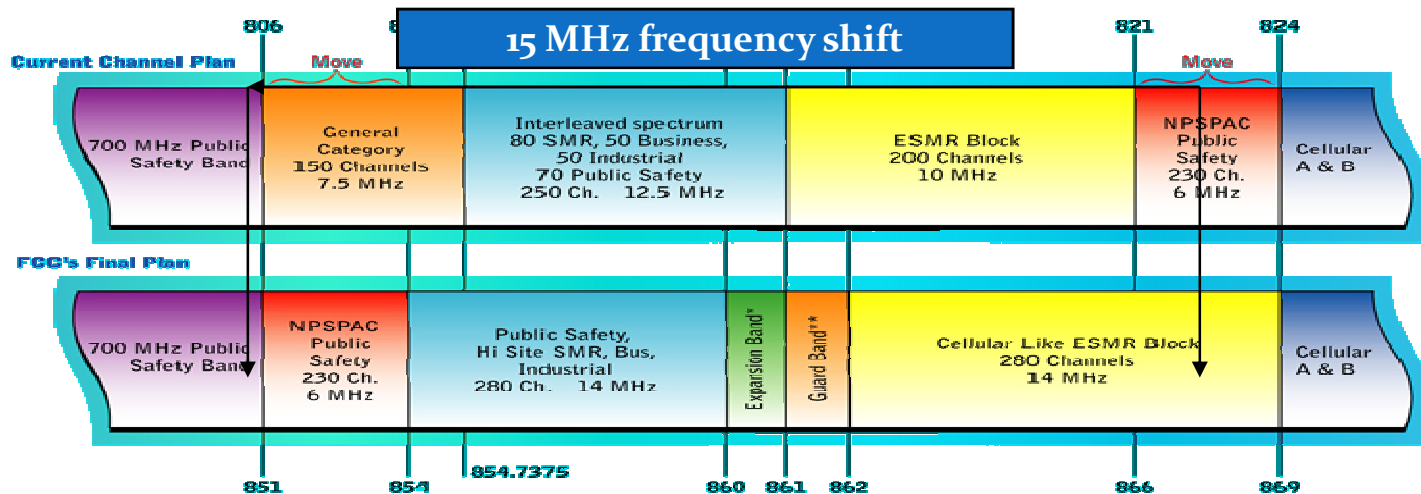 15 MHz frequency shift
806
821
824
Current Channel Plan
Move
Move
700 MHz Public
Safety Band
General
Category
150 Channels
7.5 MHz
Interleaved spectrum
80 SMR, 50 Business,
50 Industrial
70 Public Safety
250 Ch. 12.5 MHz
ESMR Block
200 Channels
10 MHz
NPSPAC
Public
Safety
230 Ch.
6 MHz
Cellular
A & B
FCC's Final Plan
700 MHz Public
Safety Band
NPSPAC
Public
Safety
230 Ch.
6 MHz
Public Safety,
Hi Site SMR, Bus,
Industrial
280 Ch. 14 MHz
Expansion Band*
Guard Band**
Cellular Like ESMR Block
280 Channels
14 MHz
Cellular
A & B
851
854
854.7375
860
861
862
866
869